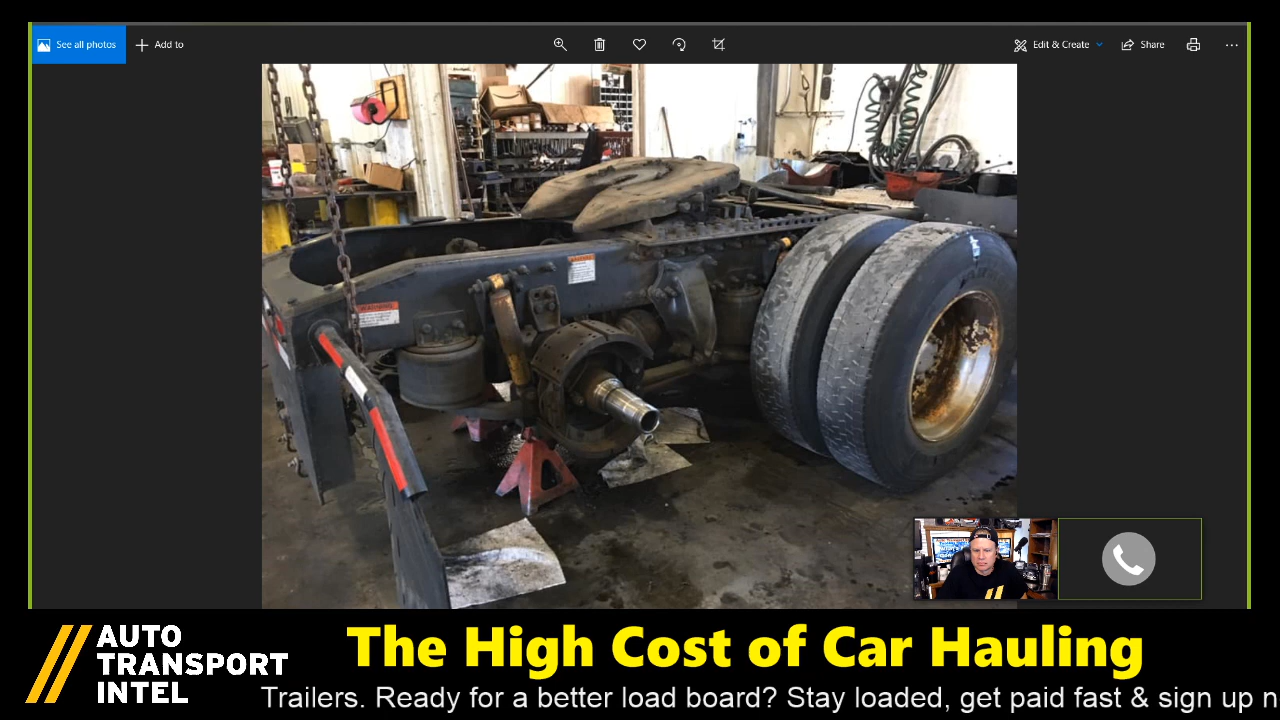 See all photos
Add to
Edit & Create
Share
WARNING
AUTO
TRANSPORT
INTEL
The High Cost of Car Hauling
Trailers. Ready for a better load board? Stay loaded, get paid fast & sign up n